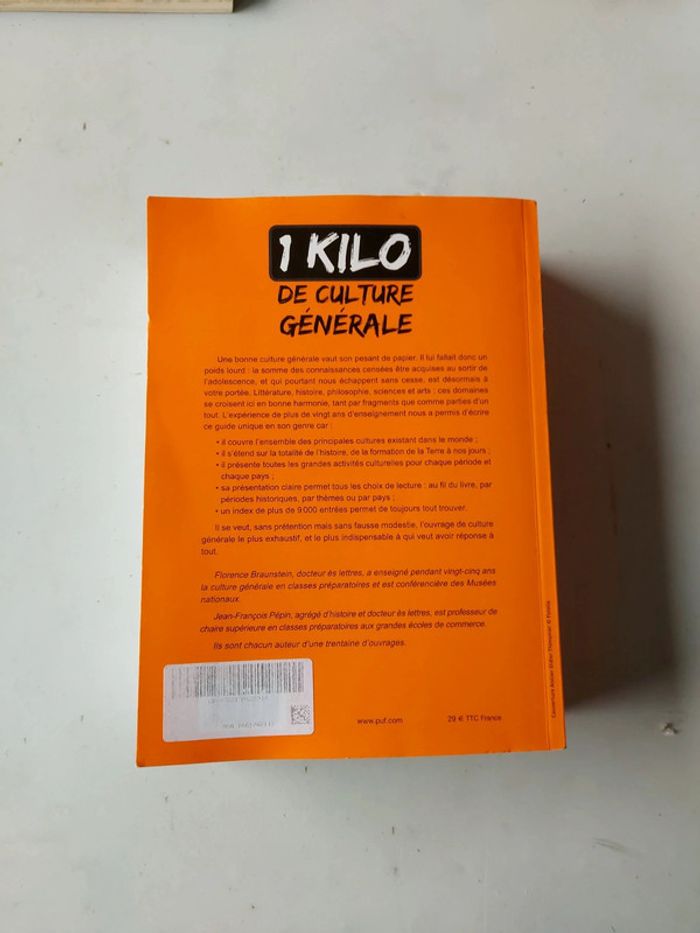 1 KILO
DE CULTURE
GÉNÉRALE
Une bonne culture générale vaut son pesant de papier. Il lui fallait donc un
poids lourd : la somme des connaissances censées être acquises au sortir de
l'adolescence, et qui pourtant nous échappent sans cesse, est désormais à
votre portée. Littérature, histoire, philosophie, sciences et arts : ces domaines
se croisent ici en bonne harmonie, tant par fragments que comme parties d'un
tout. L'expérience de plus de vingt ans d'enseignement nous a permis d'écrire
ce guide unique en son genre car :
• il couvre l'ensemble des principales cultures existant dans le monde ;
• il s'étend sur la totalité de l'histoire, de la formation de la Terre à nos jours ;
• il présente toutes les grandes activités culturelles pour chaque période et
chaque pays ;
• sa présentation claire permet tous les choix de lecture : au fil du livre, par
périodes historiques, par thèmes ou par pays ;
• un index de plus de 9 000 entrées permet de toujours tout trouver.
Il se veut, sans prétention mais sans fausse modestie, l'ouvrage de culture
générale le plus exhaustif, et le plus indispensable à qui veut avoir réponse à
tout.
Florence Braunstein, docteur ès lettres, a enseigné pendant vingt-cinq ans
la culture générale en classes préparatoires et est conférencière des Musées
nationaux.
Jean-François Pépin, agrégé d'histoire et docteur ès lettres, est professeur de
chaire supérieure en classes préparatoires aux grandes écoles de commerce.
Ils sont chacun auteur d'une trentaine d'ouvrages.
www.puf.com
29 € TTC France
Couverture Atelier Didier Thimonier © Fotolia